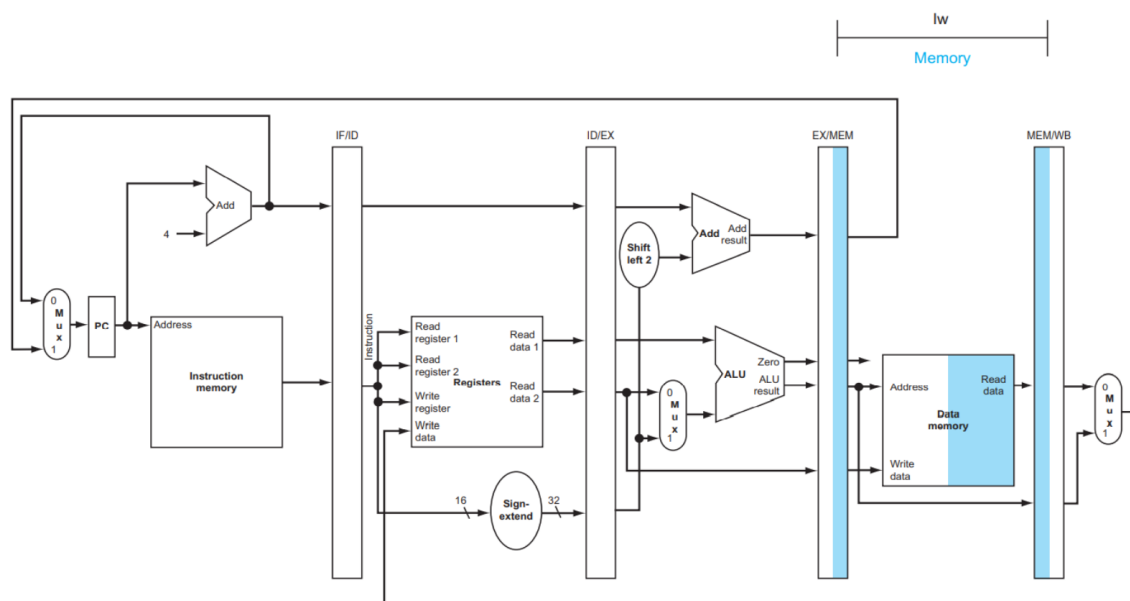 lw
Memory
IF/ID
ID/EX
EX/MEM
MEM/WB
Add
4
Shift
left 2
Add
Add
result
0
M
u
x
1
PC
Address
Instruction
memory
Instruction
Read
register 1
Read
register 2
Write
register
Write
data
Registers
Read
data 1
Read
data 2
0
M
u
x
1
Zero
ALU
ALU
result
Address
Read
data
Data
memory
Write
data
0
M
u
x
1
16
Sign-
extend
32